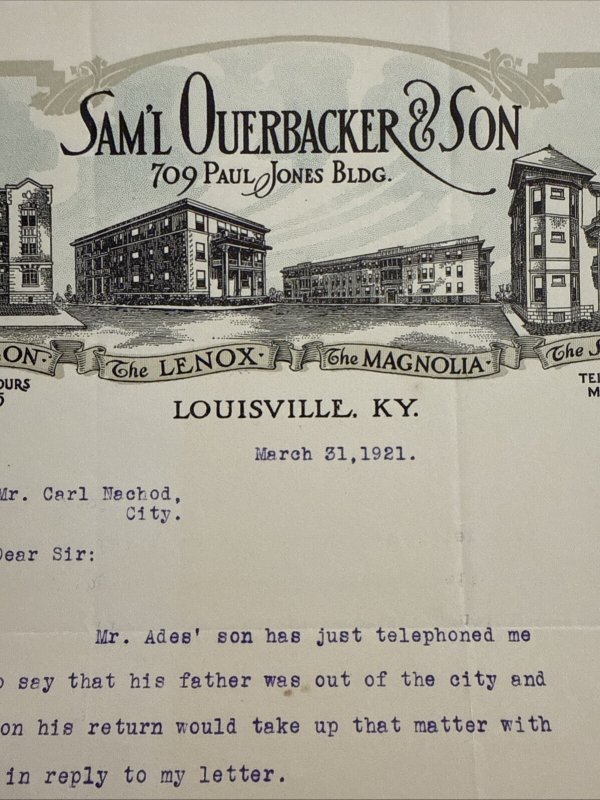 SAM'L OUERBACKER & SON
709 PAUL JONES BLDG.
The LENOX · The MAGNOLIA · The
LOUISVILLE, KY.
March 31,1921.
Mr. Carl Nachod,
City.
Dear Sir:
Mr. Ades' son has just telephoned me
say that his father was out of the city and
on his return would take up that matter with
in reply to my letter.